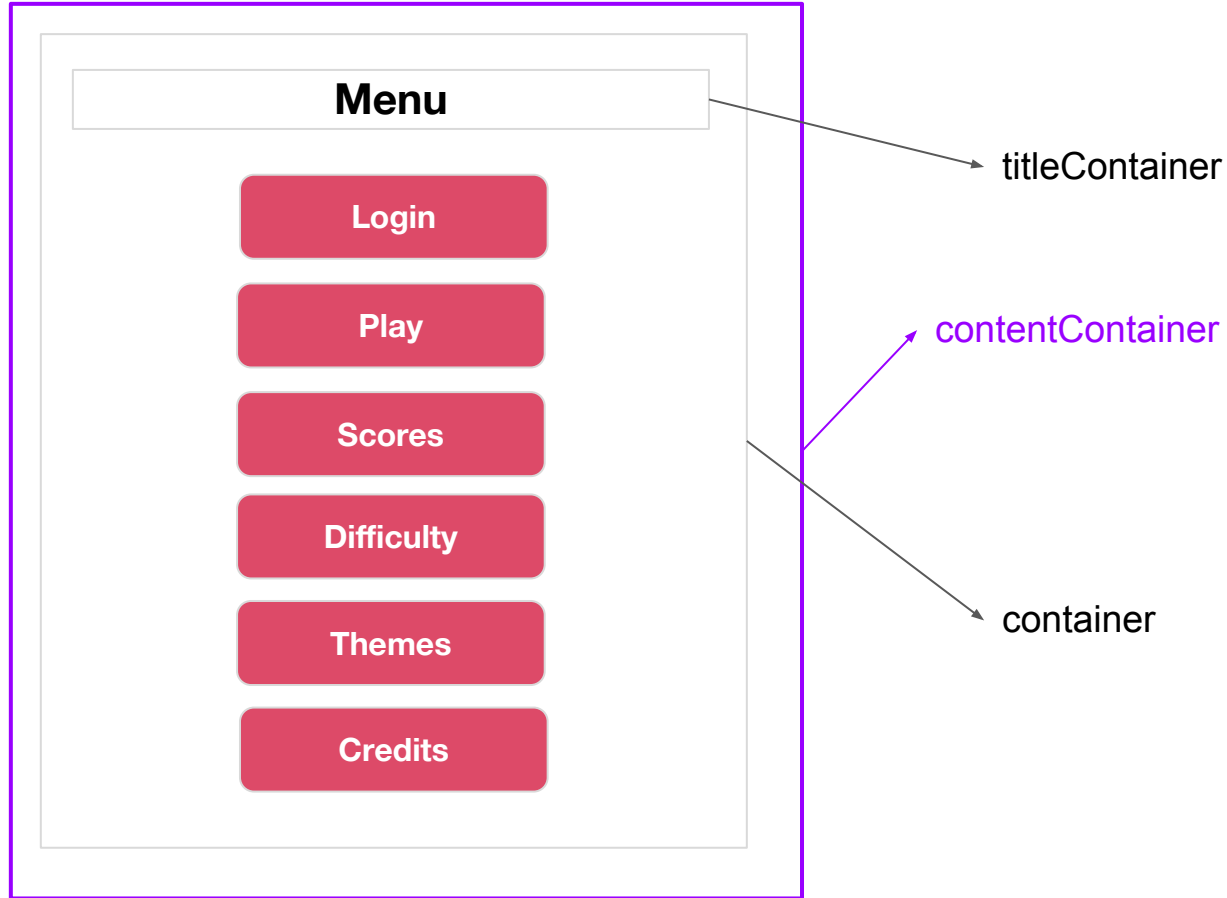 Menu
titleContainer
Login
Play
contentContainer
Scores
Difficulty
Themes
container
Credits